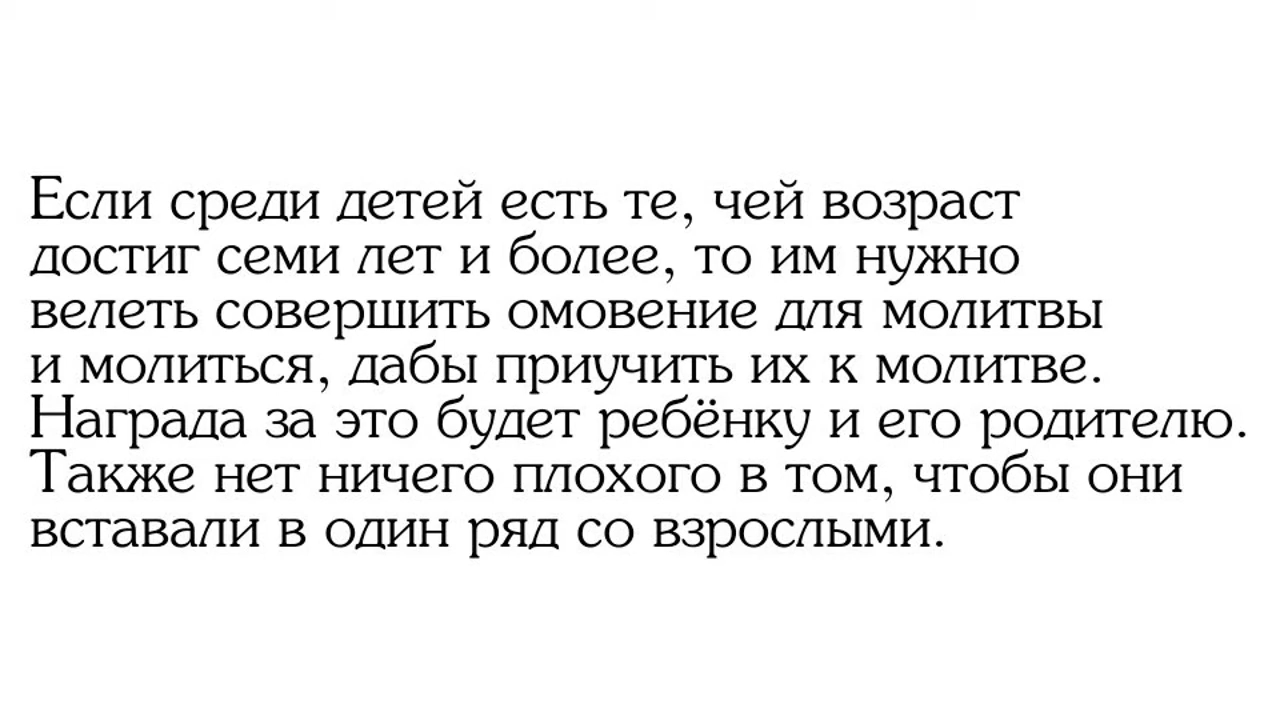 Если среди детей есть те, чей возраст
достиг семи лет и более, то им нужно
велеть совершить омовение для молитвы
и молиться, дабы приучить их к молитве.
Награда за это будет ребёнку и его родителю.
Также нет ничего плохого в том, чтобы они
вставали в один ряд со взрослыми.